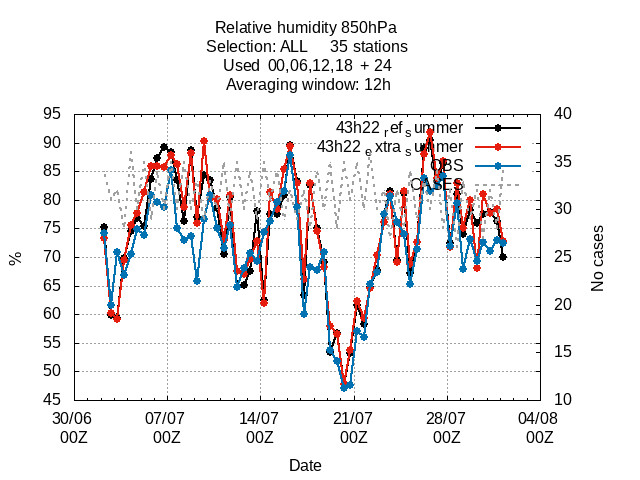 Relative humidity 850hPa
Selection: ALL 35 stations
Used 00,06,12,18 + 24
Averaging window: 12h
43h22_ref_summer
43h22_extra_summer
OBS
CASES
95
90
85
80
75
70
65
60
55
50
45
%
40
35
30
25
20
15
10
No cases
30/06 00Z
07/07 00Z
14/07 00Z
21/07 00Z
28/07 00Z
04/08 00Z
Date